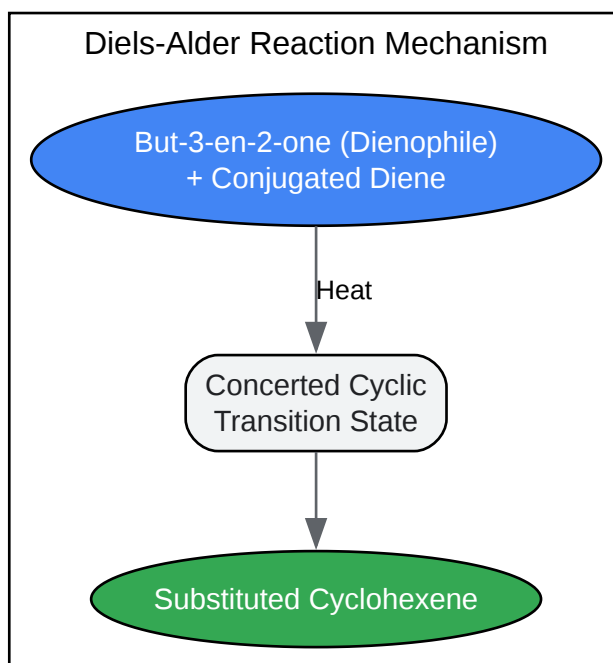 Diels-Alder Reaction Mechanism
But-3-en-2-one (Dienophile)
+ Conjugated Diene
Heat
Concerted Cyclic
Transition State
Substituted Cyclohexene